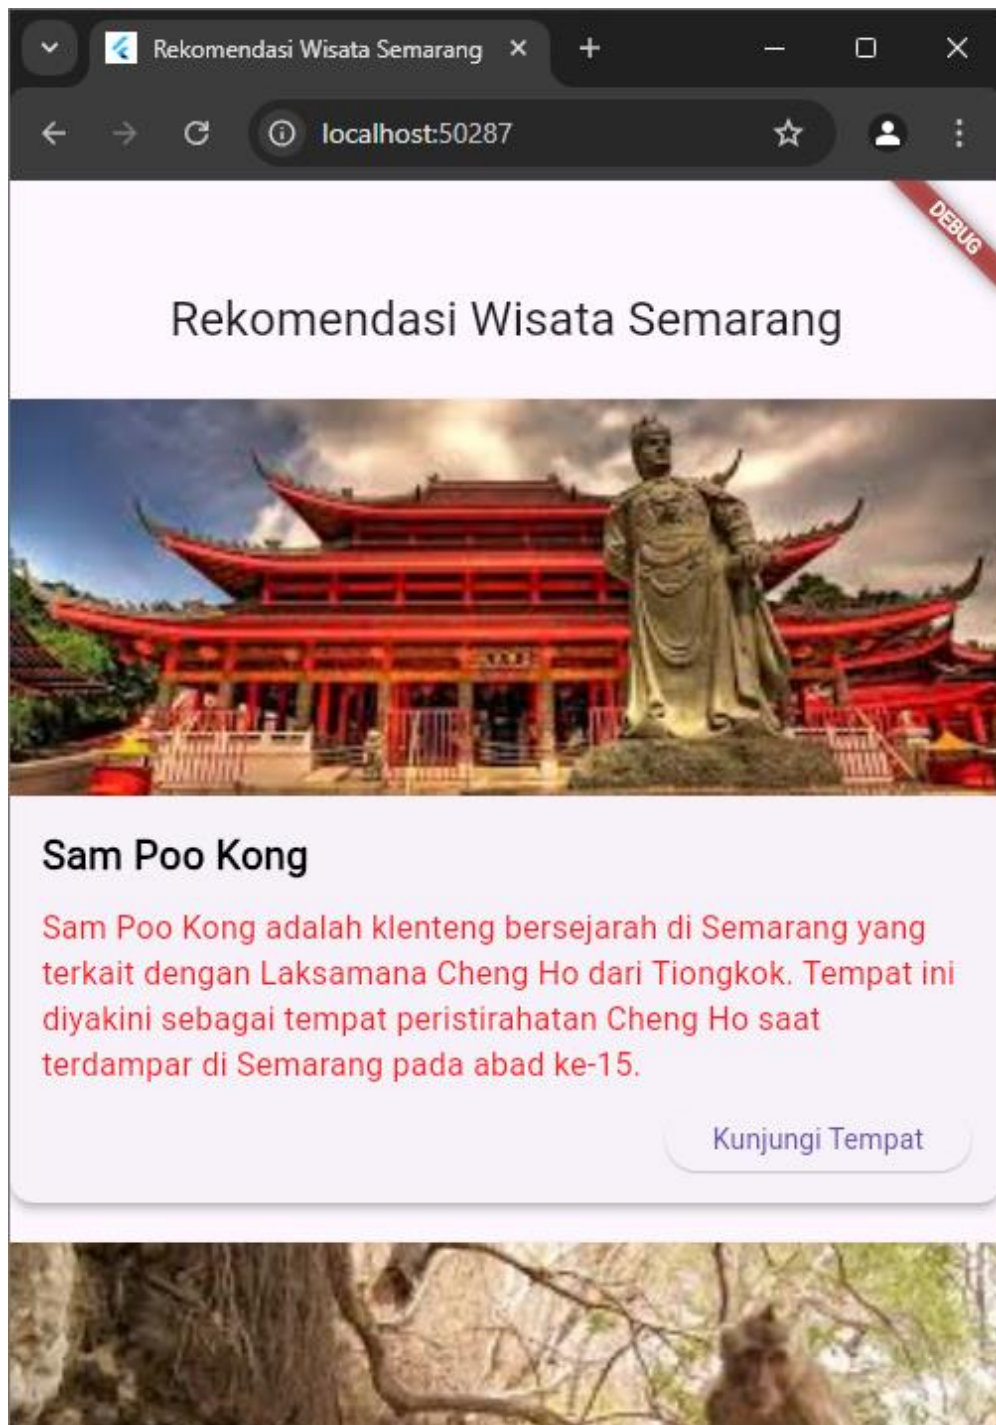 Rekomendasi Wisata Semarang
localhost:50287
DEBUG
Rekomendasi Wisata Semarang
Sam Poo Kong
Sam Poo Kong adalah klenteng bersejarah di Semarang yang
terkait dengan Laksamana Cheng Ho dari Tiongkok. Tempat ini
diyakini sebagai tempat peristirahatan Cheng Ho saat
terdampar di Semarang pada abad ke-15.
Kunjungi Tempat